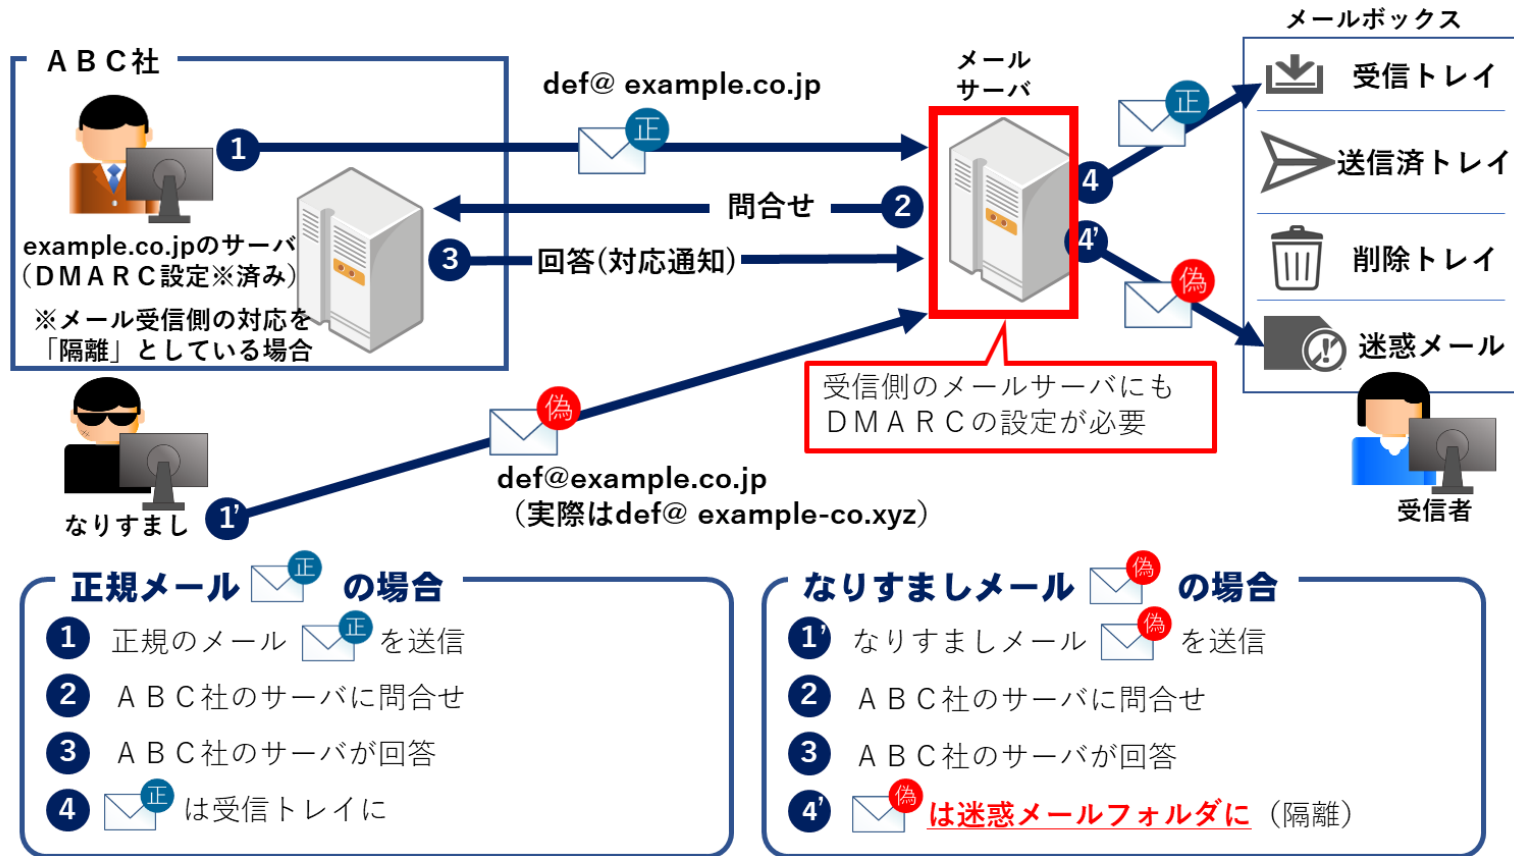 メールボックス
ABC社
def@ example.co.jp
メール
サーバ
正
正
受信トレイ
1
4
送信済トレイ
問合せ
2
example.co.jpのサーバ
(DMARC設定※済み)
3
回答(対応通知)
4'
削除トレイ
偽
※メール受信側の対応を
「隔離」としている場合
迷惑メール
受信側のメールサーバにも
DMARCの設定が必要
偽
def@example.co.jp
(実際はdef@ example-co.xyz)
なりすまし
1'
受信者
正規メール 正 の場合
1 正規のメール 正 を送信
2 ABC社のサーバに問合せ
3 ABC社のサーバが回答
4 正 は受信トレイに
なりすましメール 偽 の場合
1' なりすましメール 偽 を送信
2 ABC社のサーバに問合せ
3 ABC社のサーバが回答
4' 偽 は迷惑メールフォルダに (隔離)